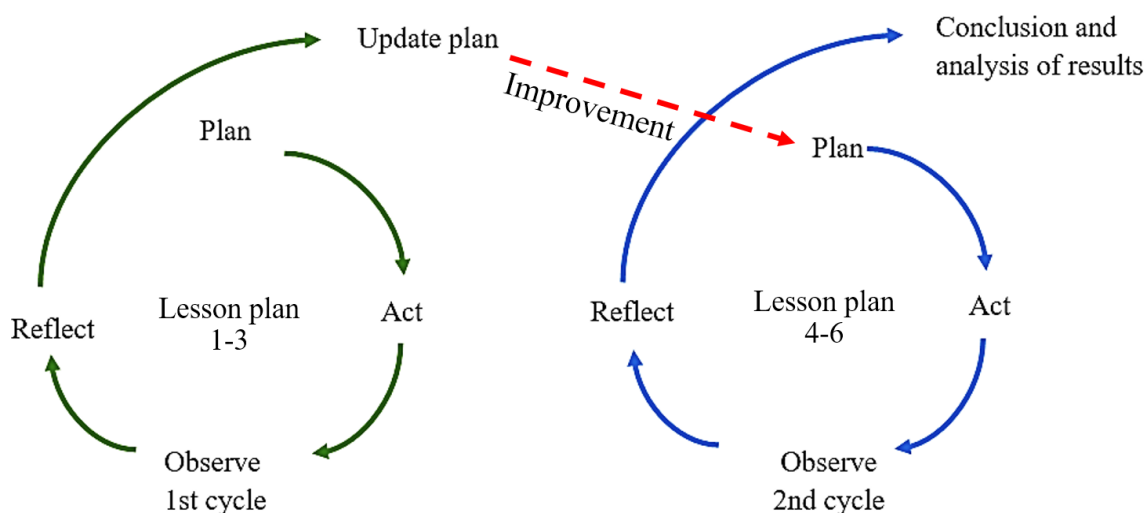 Update plan
Improvement
Plan
Act
Observe
1st cycle
Reflect
Lesson plan
1-3
Conclusion and
analysis of results
Plan
Act
Observe
2nd cycle
Reflect
Lesson plan
4-6